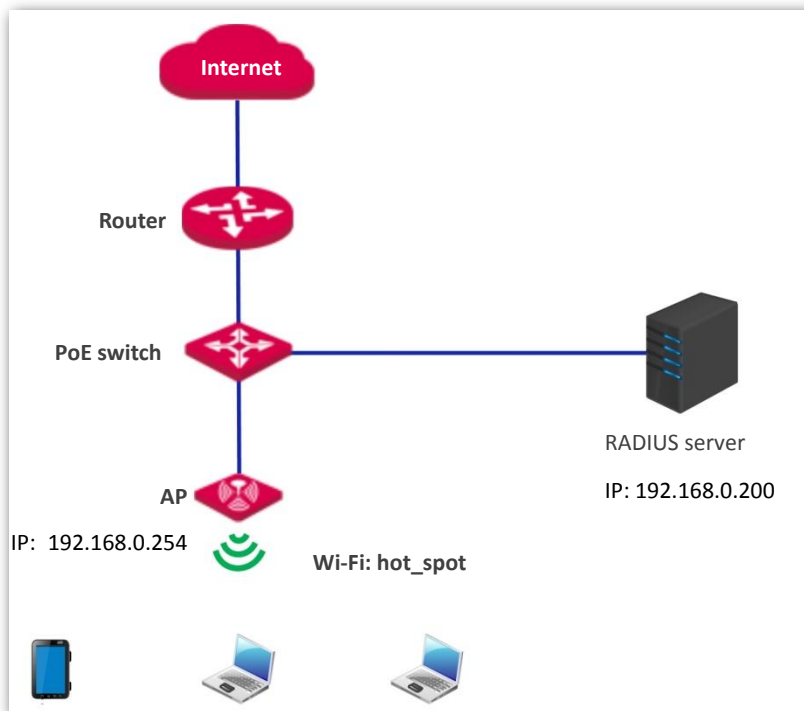 Internet
Router
PoE switch
RADIUS server
AP
IP: 192.168.0.200
IP: 192.168.0.254
Wi-Fi: hot_spot